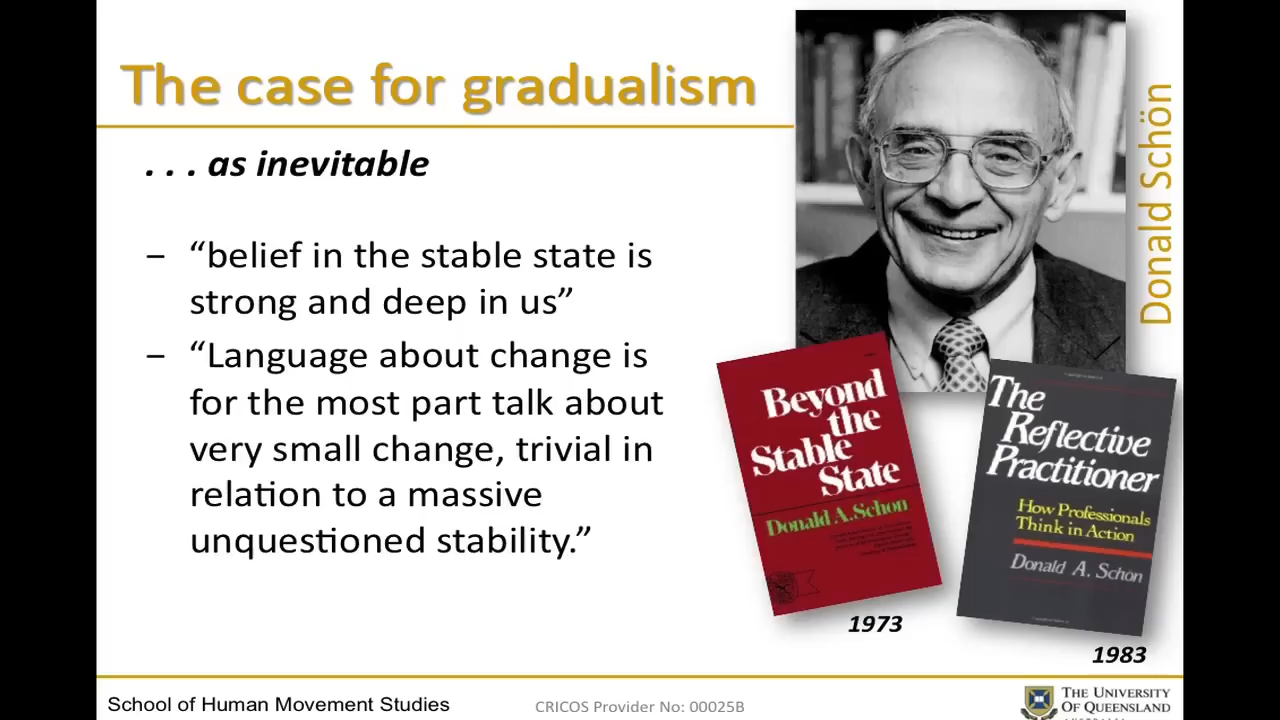 The case for gradualism
. . . as inevitable
– “belief in the stable state is
strong and deep in us”
– “Language about change is
for the most part talk about
very small change, trivial in
relation to a massive
unquestioned stability.”
Donald Schön
Beyond
the
Stable
State
Donald A. Schon
1973
The
Reflective
Practitioner
How Professionals
Think in Action
Donald A. Schön
1983
School of Human Movement Studies
CRICOS Provider No: 00025B
THE UNIVERSITY
OF QUEENSLAND